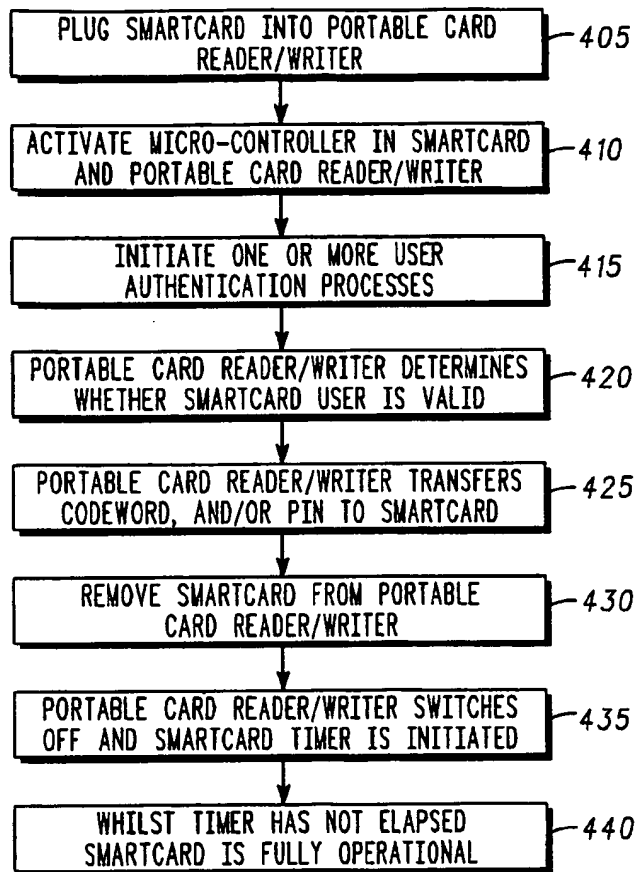 PLUG SMARTCARD INTO PORTABLE CARD
READER/WRITER
405
ACTIVATE MICRO-CONTROLLER IN SMARTCARD
AND PORTABLE CARD READER/WRITER
410
INITIATE ONE OR MORE USER
AUTHENTICATION PROCESSES
415
PORTABLE CARD READER/WRITER DETERMINES
WHETHER SMARTCARD USER IS VALID
420
PORTABLE CARD READER/WRITER TRANSFERS
CODEWORD, AND/OR PIN TO SMARTCARD
425
REMOVE SMARTCARD FROM PORTABLE
CARD READER/WRITER
430
PORTABLE CARD READER/WRITER SWITCHES
OFF AND SMARTCARD TIMER IS INITIATED
435
WHILST TIMER HAS NOT ELAPSED
SMARTCARD IS FULLY OPERATIONAL
440